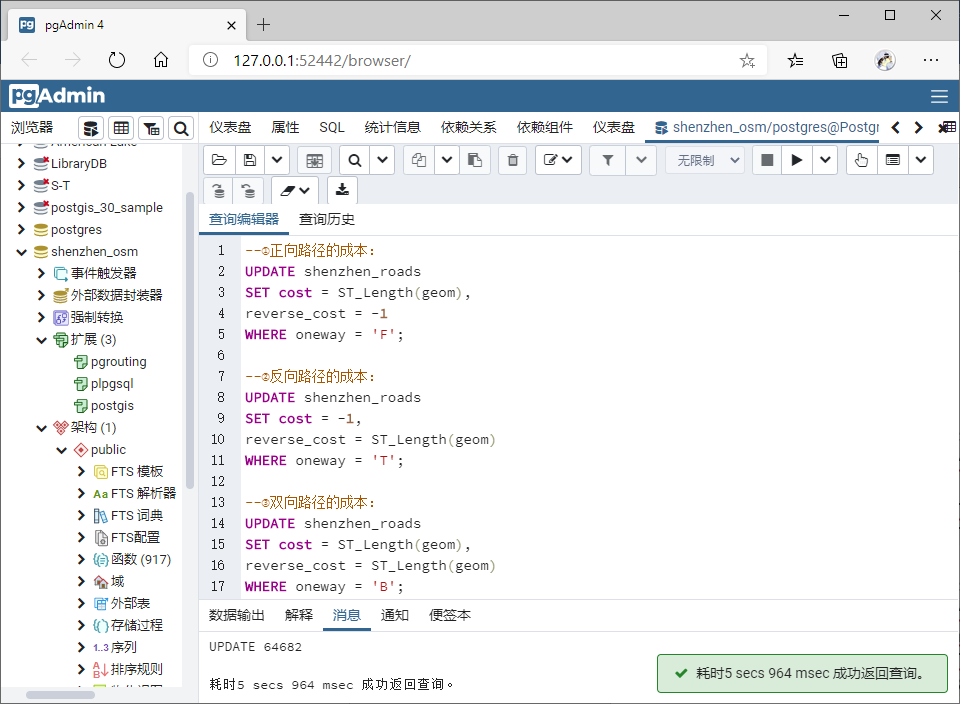 pgAdmin 4
127.0.0.1:52442/browser/
pgAdmin
浏览器
仪表盘 属性 SQL 统计信息 依赖关系 依赖组件 仪表盘 shenzhen_osm/postgres@Postgr
American Lake
LibraryDB
S-T
postgis_30_sample
postgres
shenzhen_osm
事件触发器
外部数据封装器
强制转换
扩展 (3)
pgrouting
plpgsql
postgis
架构 (1)
public
FTS 模板
Aa FTS 解析器
FTS 词典
FTS配置
函数 (917)
域
外部表
存储过程
1..3 序列
排序规则
无限制
查询编辑器 查询历史
1 --①正向路径的成本：
2 UPDATE shenzhen_roads
3 SET cost = ST_Length(geom),
4 reverse_cost = -1
5 WHERE oneway = 'F';
6
7 --②反向路径的成本：
8 UPDATE shenzhen_roads
9 SET cost = -1,
10 reverse_cost = ST_Length(geom)
11 WHERE oneway = 'T';
12
13 --③双向路径的成本：
14 UPDATE shenzhen_roads
15 SET cost = ST_Length(geom),
16 reverse_cost = ST_Length(geom)
17 WHERE oneway = 'B';
数据输出 解释 消息 通知 便签本
UPDATE 64682
耗时5 secs 964 msec 成功返回查询。
耗时5 secs 964 msec 成功返回查询。